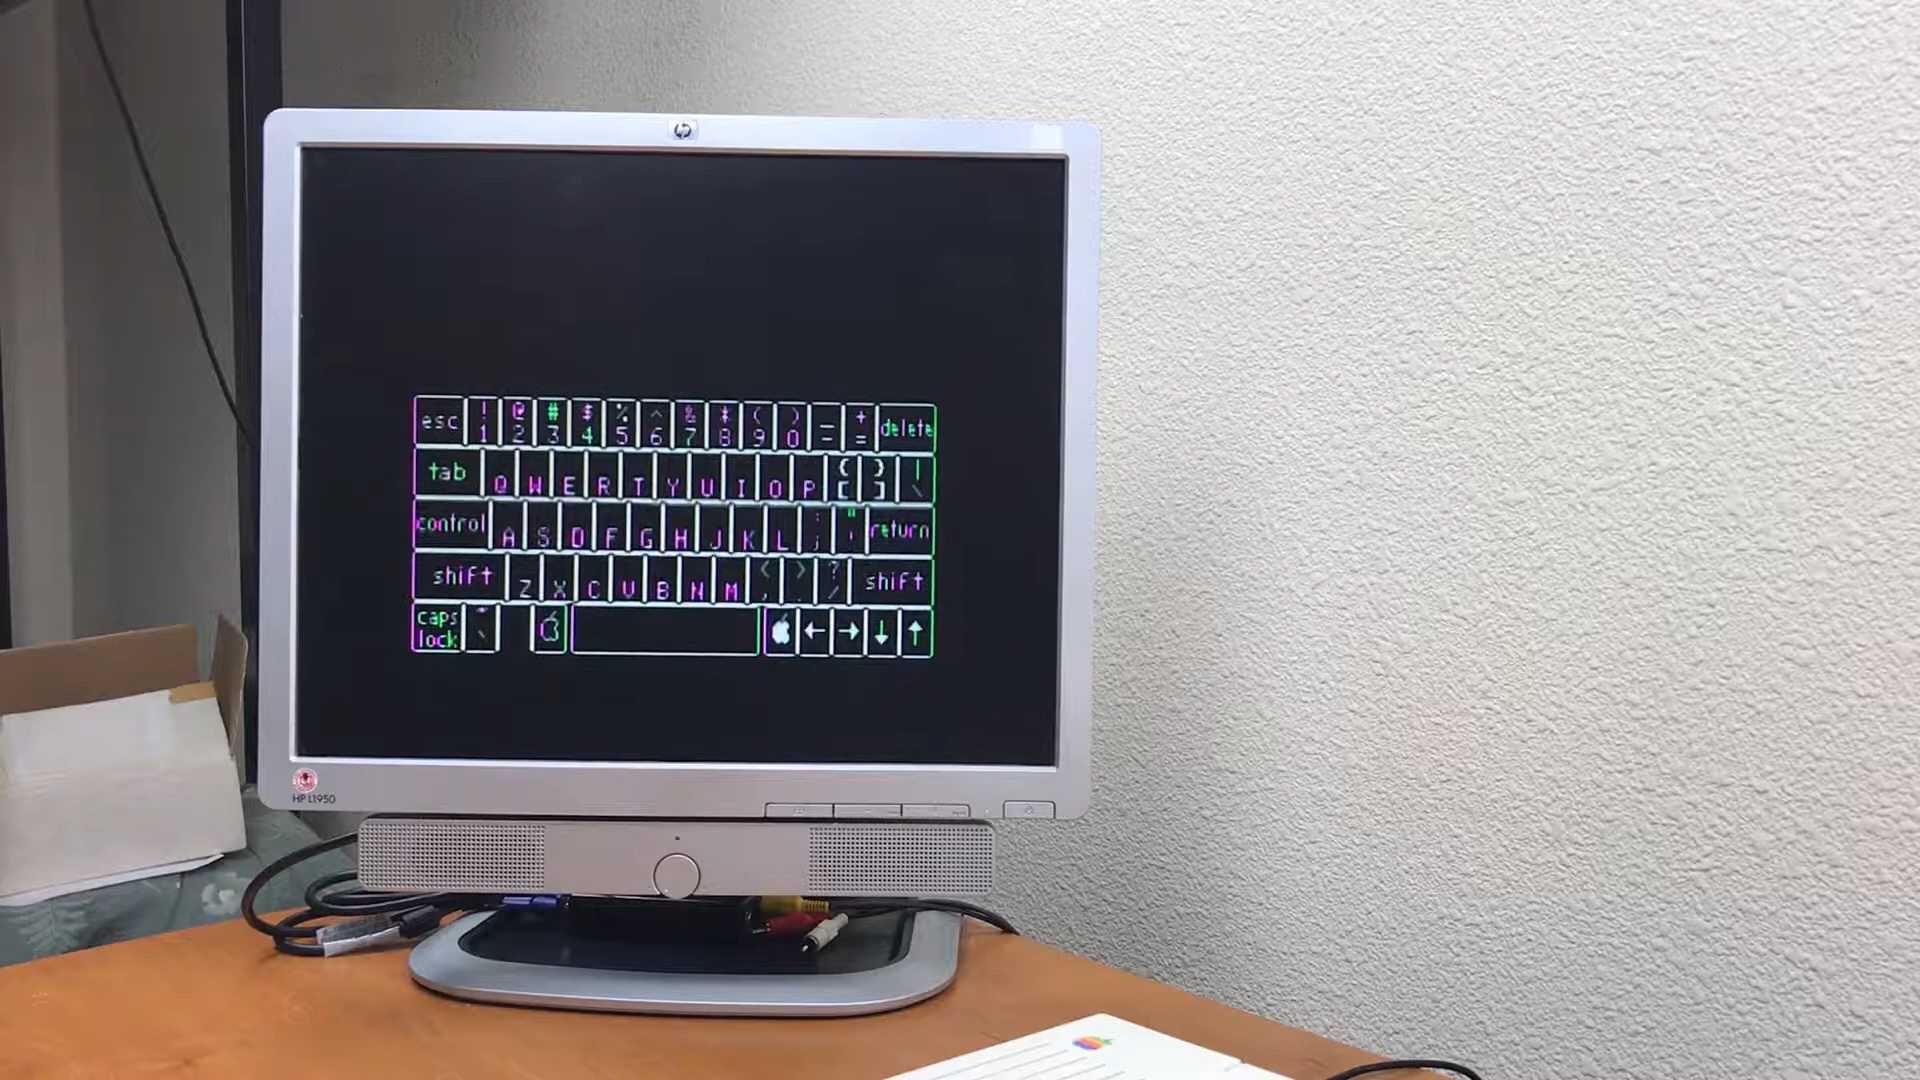 hp
esc ! @ # $ % ^ & * ( ) _ + delete
1 2 3 4 5 6 7 8 9 0 - =
tab Q W E R T Y U I O P { } |
[ ] \
control A S D F G H J K L : " return
; '
shift Z X C V B N M < > ? shift
, . /
caps ~ ← → ↓ ↑
lock `
HP L1950